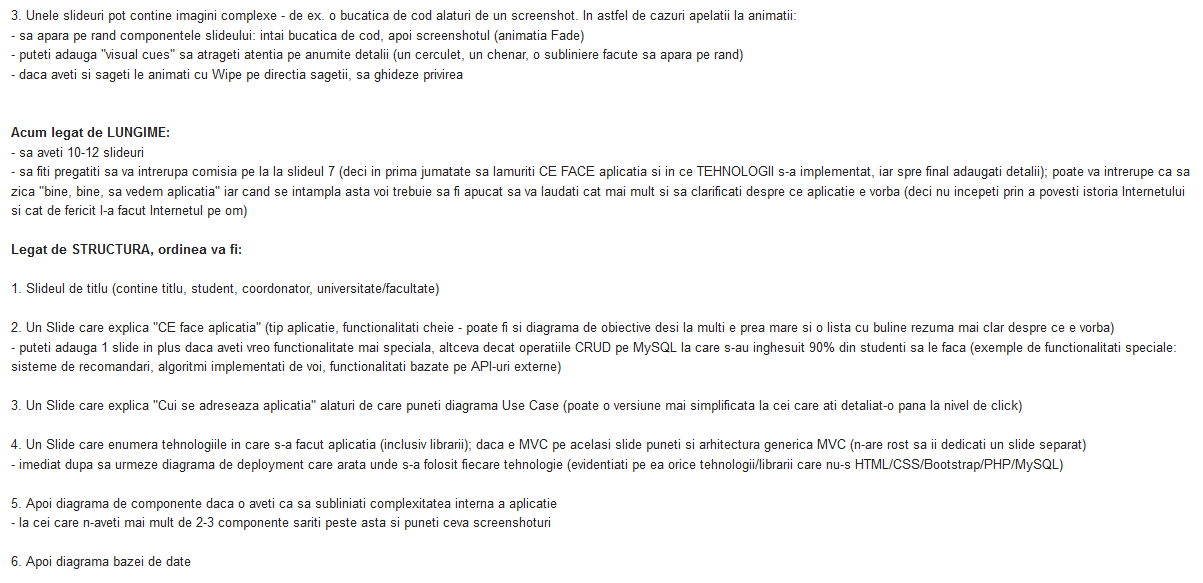 3. Unele slideuri pot contine imagini complexe - de ex. o bucatica de cod alaturi de un screenshot. In astfel de cazuri apelatii la animatii:
- sa apara pe rand componentele slideului: intai bucatica de cod, apoi screenshotul (animatia Fade)
- puteti adauga "visual cues" sa atrageti atentia pe anumite detalii (un cerculet, un chenar, o subliniere facute sa apara pe rand)
- daca aveti si sageti le animati cu Wipe pe directia sagetii, sa ghideze privirea
Acum legat de LUNGIME:
- sa aveti 10-12 slideuri
- sa fiti pregatiti sa va intrerupa comisia pe la la slideul 7 (deci in prima jumatate sa lamuriti CE FACE aplicatia si in ce TEHNOLOGII s-a implementat, iar spre final adaugati detalii); poate va intrerupe ca sa
zica "bine, bine, sa vedem aplicatia" iar cand se intampla asta voi trebuie sa fi apucat sa va laudati cat mai mult si sa clarificati despre ce aplicatie e vorba (deci nu incepeti prin a povesti istoria Internetului
si cat de fericit l-a facut Internetul pe om)
Legat de STRUCTURA, ordinea va fi:
1. Slideul de titlu (contine titlu, student, coordonator, universitate/facultate)
2. Un Slide care explica "CE face aplicatia" (tip aplicatie, functionalitati cheie - poate fi si diagrama de obiective desi la multi e prea mare si o lista cu buline rezuma mai clar despre ce e vorba)
- puteti adauga 1 slide in plus daca aveti vreo functionalitate mai speciala, altceva decat operatiile CRUD pe MySQL la care s-au inghesuit 90% din studenti sa le faca (exemple de functionalitati speciale:
sisteme de recomandari, algoritmi implementati de voi, functionalitati bazate pe API-uri externe)
3. Un Slide care explica "Cui se adreseaza aplicatia" alaturi de care puneti diagrama Use Case (poate o versiune mai simplificata la cei care ati detaliat-o pana la nivel de click)
4. Un Slide care enumera tehnologiile in care s-a facut aplicatia (inclusiv librarii); daca e MVC pe acelasi slide puneti si arhitectura generica MVC (n-are rost sa ii dedicati un slide separat)
- imediat dupa sa urmeze diagrama de deployment care arata unde s-a folosit fiecare tehnologie (evidentiati pe ea orice tehnologii/librarii care nu-s HTML/CSS/Bootstrap/PHP/MySQL)
5. Apoi diagrama de componente daca o aveti ca sa subliniati complexitatea interna a aplicatie
- la cei care n-aveti mai mult de 2-3 componente sariti peste asta si puneti ceva screenshoturi
6. Apoi diagrama bazei de date